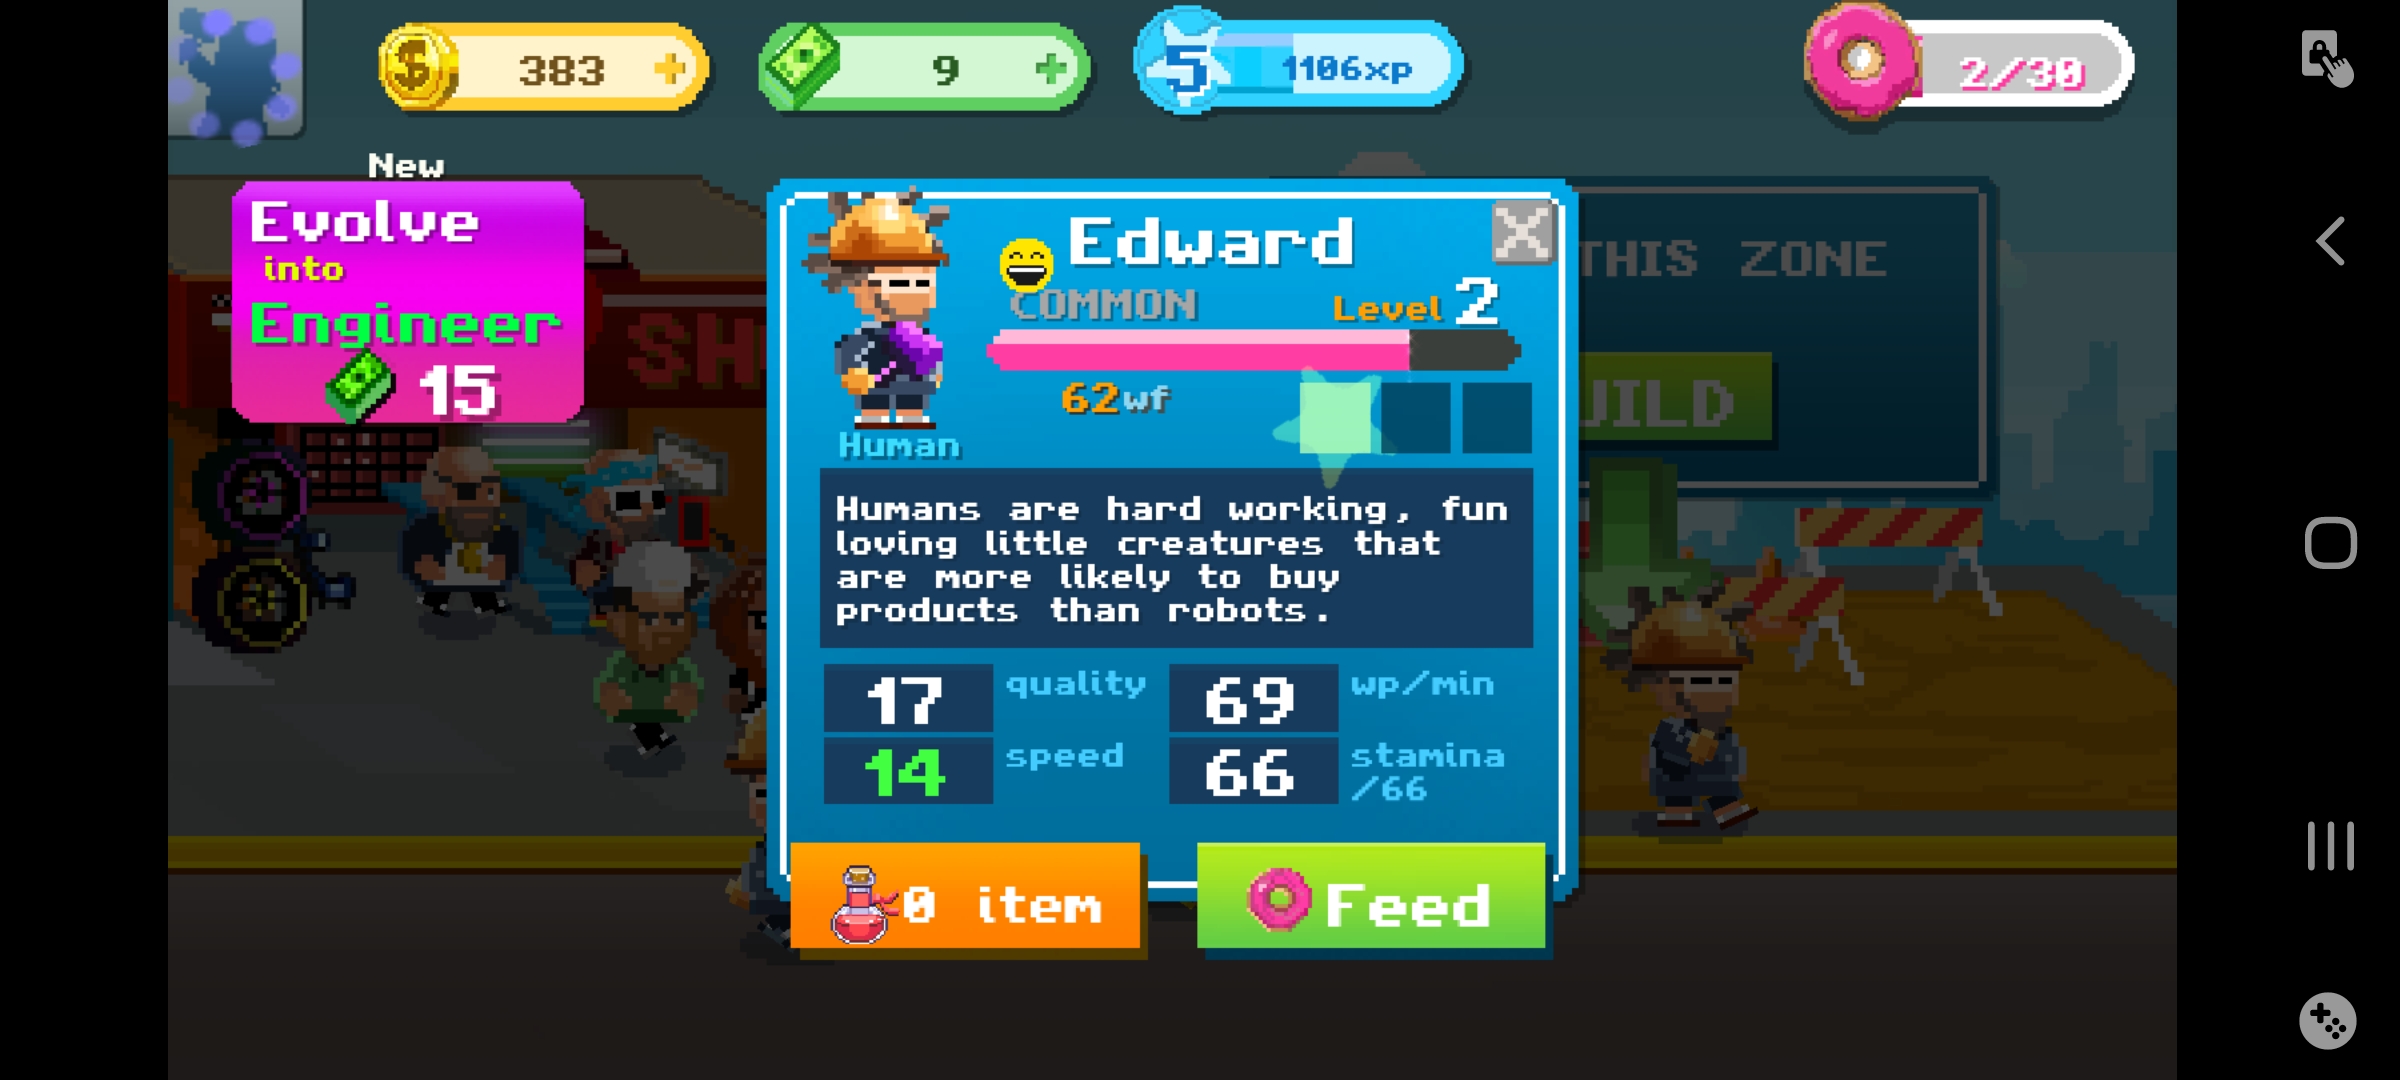 383 +
9 +
5 1106xp
2/30
New
Evolve
into
Engineer
15
SH
Edward
COMMON
Level 2
62wf
Human
Humans are hard working, fun
loving little creatures that
are more likely to buy
products than robots.
17 quality
69 wp/min
14 speed
66 stamina
/66
0 item
Feed
THIS ZONE
UILD